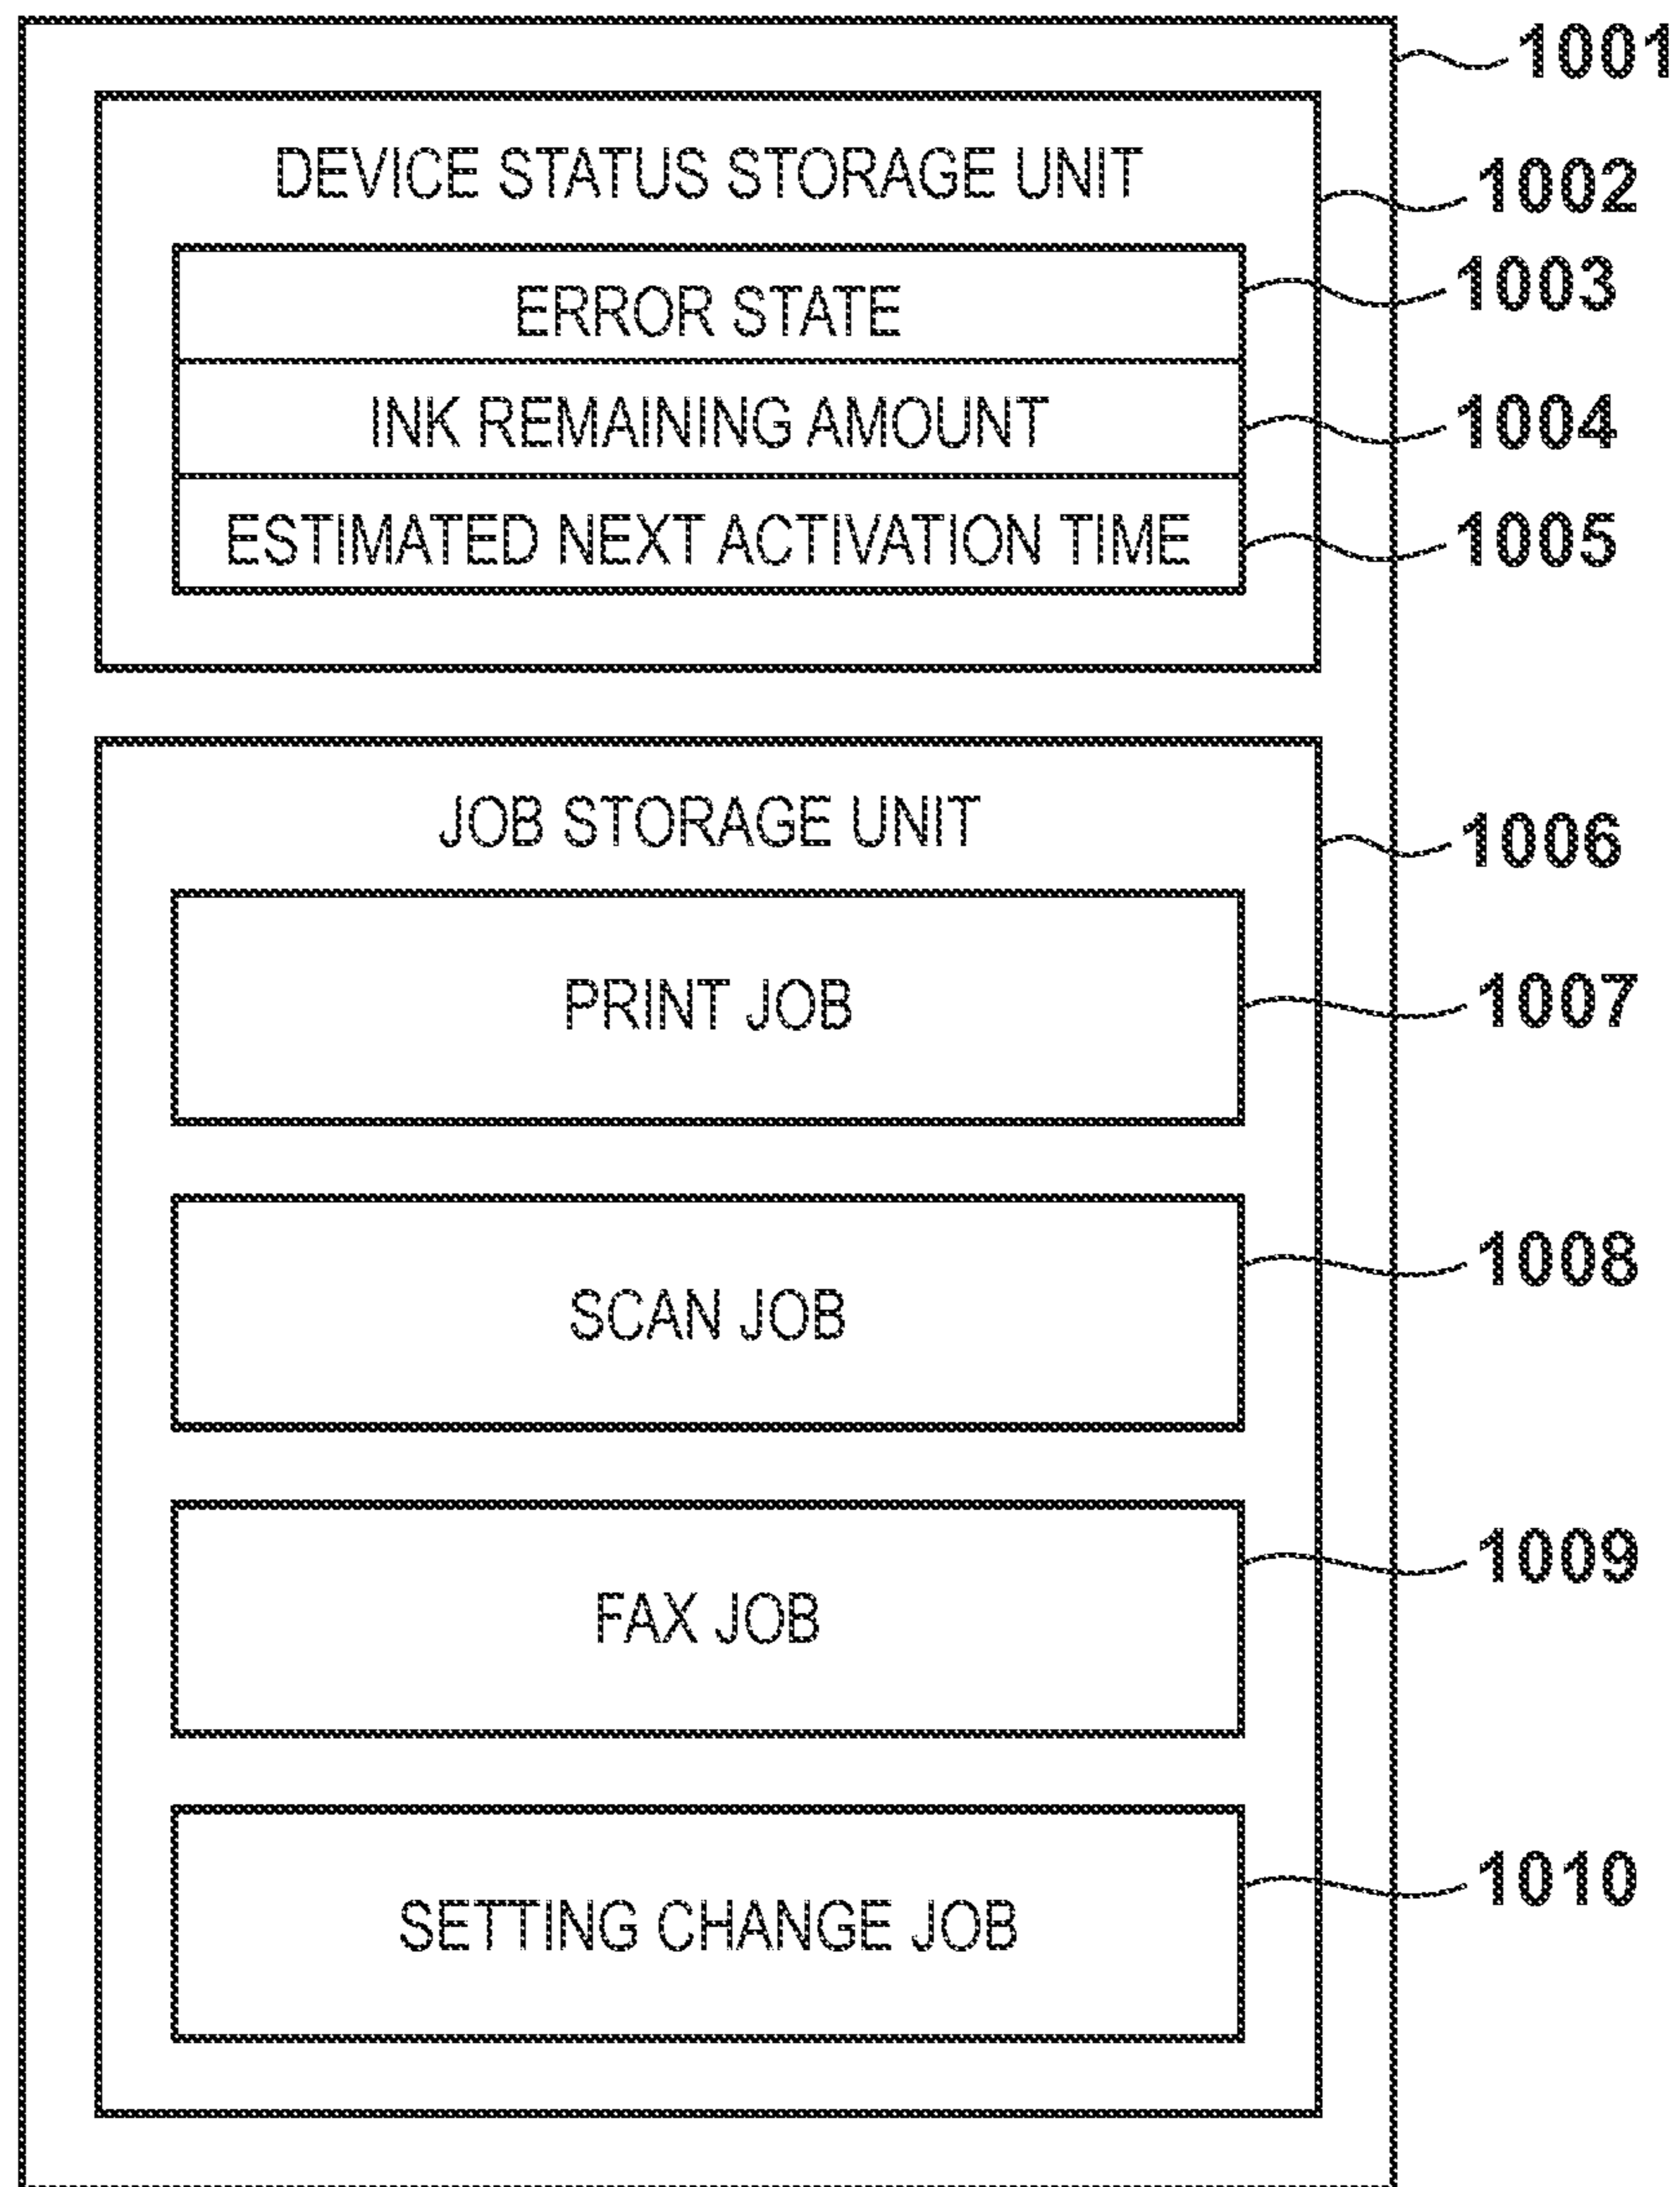 1001
DEVICE STATUS STORAGE UNIT
1002
ERROR STATE
1003
INK REMAINING AMOUNT
1004
ESTIMATED NEXT ACTIVATION TIME
1005
JOB STORAGE UNIT
1006
PRINT JOB
1007
SCAN JOB
1008
FAX JOB
1009
SETTING CHANGE JOB
1010